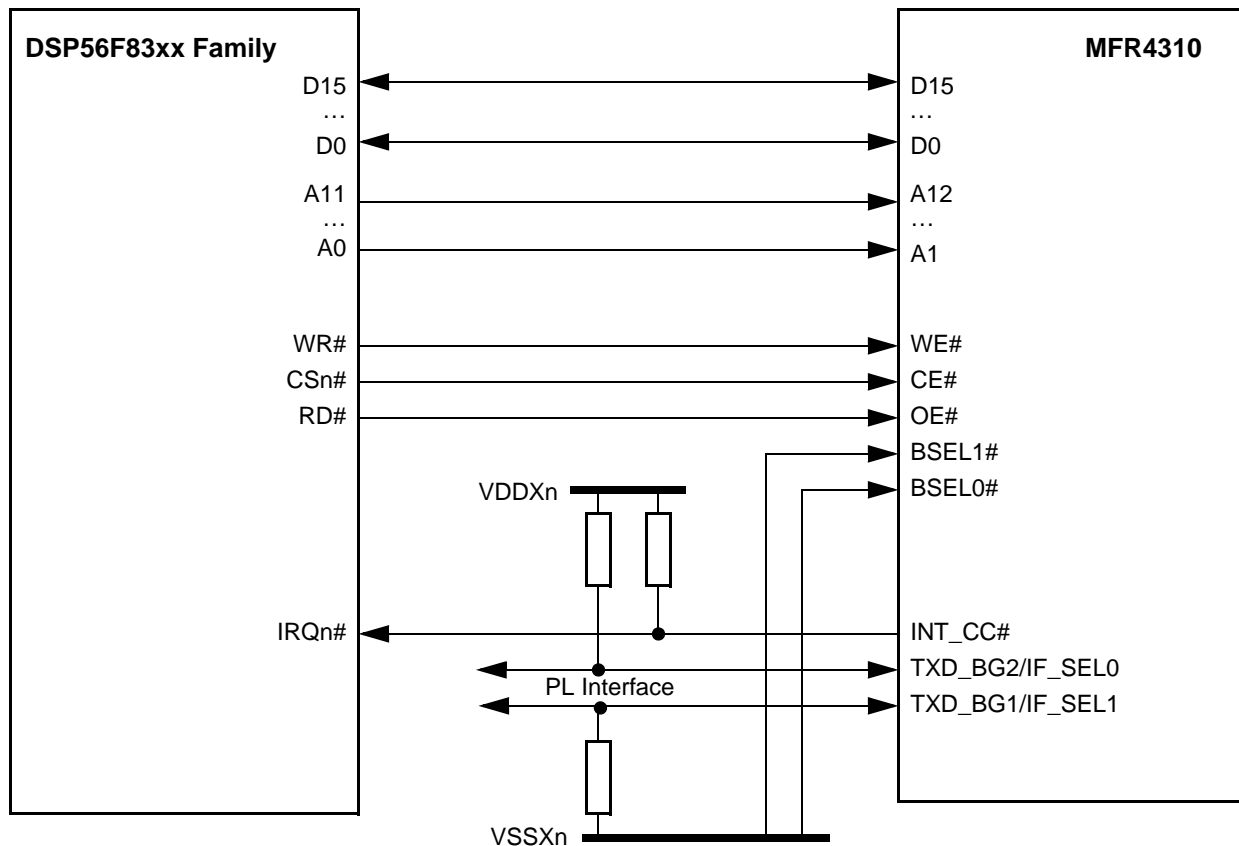 DSP56F83xx Family
MFR4310
D15
D15
…
…
D0
D0
A11
A12
…
…
A0
A1
WR#
WE#
CSn#
CE#
RD#
OE#
BSEL1#
VDDXn
BSEL0#
IRQn#
INT_CC#
TXD_BG2/IF_SEL0
PL Interface
TXD_BG1/IF_SEL1
VSSXn